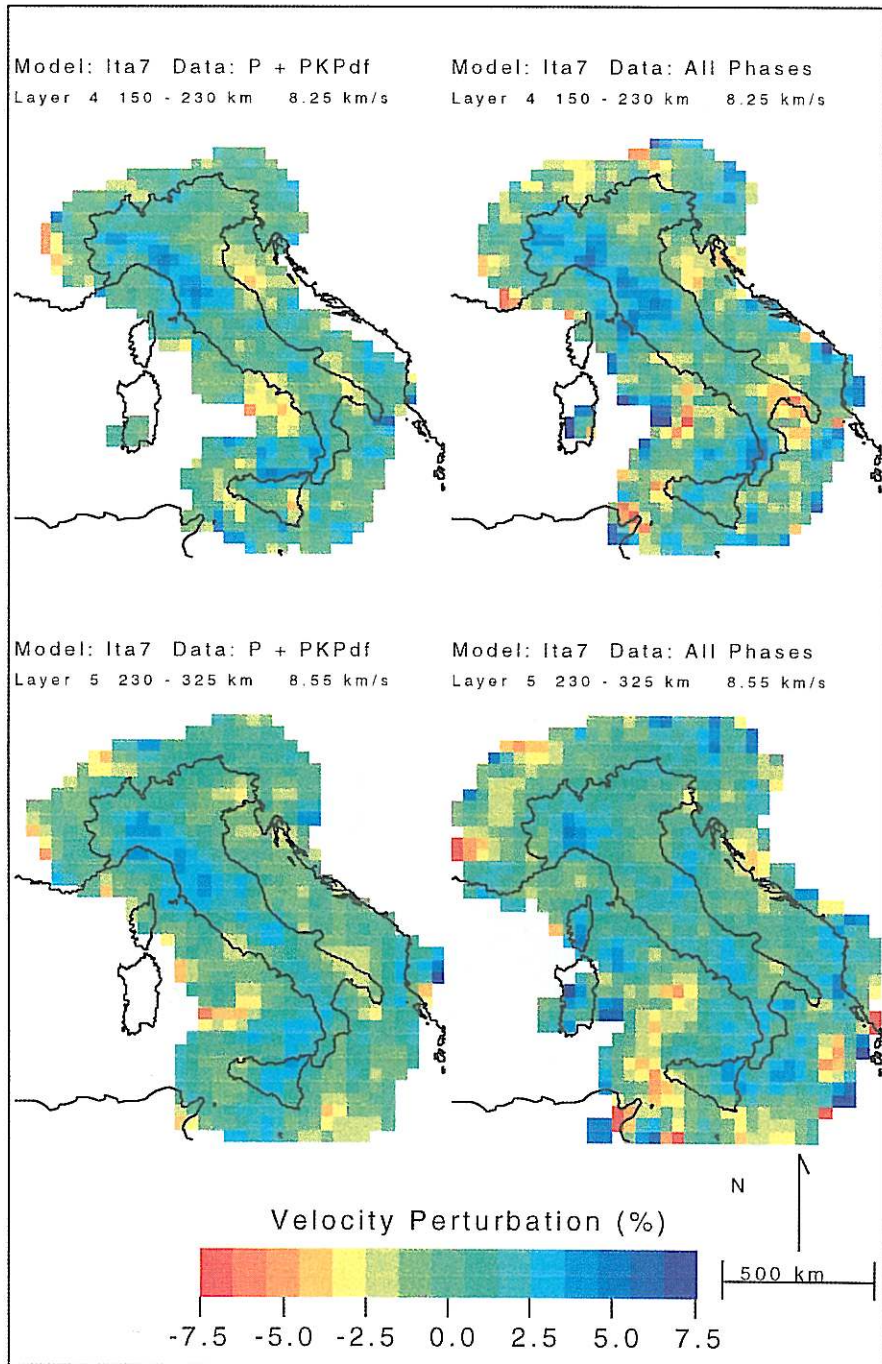 Model: Ita7 Data: P + PKPdf
Layer 4 150 - 230 km 8.25 km/s
Model: Ita7 Data: All Phases
Layer 4 150 - 230 km 8.25 km/s
Model: Ita7 Data: P + PKPdf
Layer 5 230 - 325 km 8.55 km/s
Model: Ita7 Data: All Phases
Layer 5 230 - 325 km 8.55 km/s
N
Velocity Perturbation (%)
500 km
-7.5 -5.0 -2.5 0.0 2.5 5.0 7.5